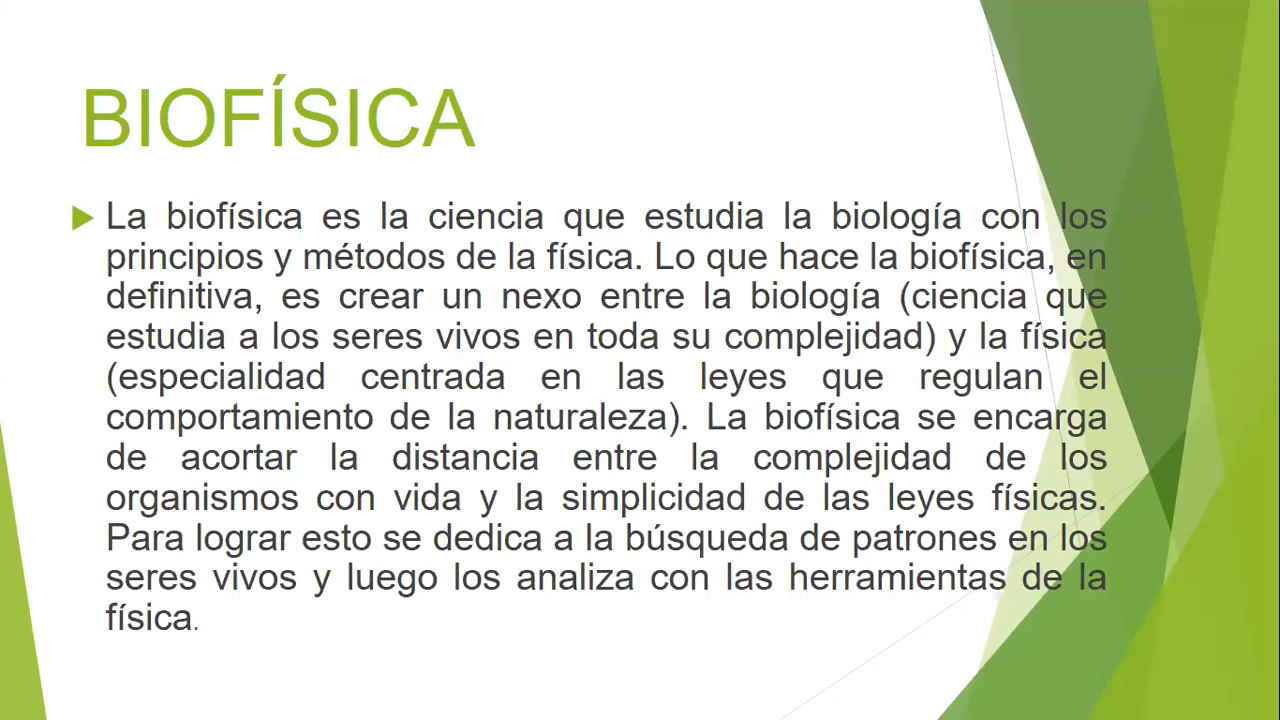 BIOFÍSICA
La biofísica es la ciencia que estudia la biología con los
principios y métodos de la física. Lo que hace la biofísica, en
definitiva, es crear un nexo entre la biología (ciencia que
estudia a los seres vivos en toda su complejidad) y la física
(especialidad centrada en las leyes que regulan el
comportamiento de la naturaleza). La biofísica se encarga
de acortar la distancia entre la complejidad de los
organismos con vida y la simplicidad de las leyes físicas.
Para lograr esto se dedica a la búsqueda de patrones en los
seres vivos y luego los analiza con las herramientas de la
física.